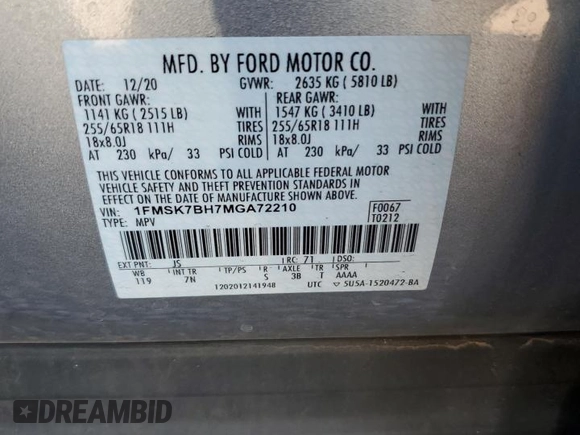 MFD. BY FORD MOTOR CO.
DATE: 12/20 GVWR: 2635 KG ( 5810 LB)
FRONT GAWR: REAR GAWR:
1141 KG ( 2515 LB) WITH 1547 KG ( 3410 LB) WITH
255/65R18 111H TIRES 255/65R18 111H TIRES
18x8.0J RIMS 18x8.0J RIMS
AT 230 kPa/ 33 PSI COLD AT 230 kPa/ 33 PSI COLD
THIS VEHICLE CONFORMS TO ALL APPLICABLE FEDERAL MOTOR
VEHICLE SAFETY AND THEFT PREVENTION STANDARDS IN
EFFECT ON THE DATE OF MANUFACTURE SHOWN ABOVE.
VIN: 1FMSK7BH7MGA72210 F0067
TYPE: MPV T0212
EXT PNT: JS RC: 71 DSO:
WB INT TR TP/PS R AXLE TR SPR
119 7N S 3B T AAAA
1202012141948 UTC ▽ 5U5A-1520472-BA
DREAMBID